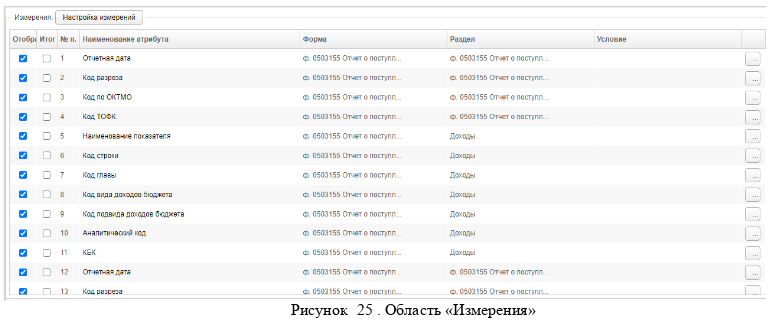 Измерения: Настройка измерений
Отобра Итог № п. Наименование атрибута Форма Раздел Условие
1 Отчетная дата ф. 0503155 Отчет о поступл... ф. 0503155 Отчет о поступл... ...
2 Код разреза ф. 0503155 Отчет о поступл... ф. 0503155 Отчет о поступл... ...
3 Код по ОКТМО ф. 0503155 Отчет о поступл... ф. 0503155 Отчет о поступл... ...
4 Код ТОФК ф. 0503155 Отчет о поступл... ф. 0503155 Отчет о поступл... ...
5 Наименование показателя ф. 0503155 Отчет о поступл... Доходы ...
6 Код строки ф. 0503155 Отчет о поступл... Доходы ...
7 Код главы ф. 0503155 Отчет о поступл... Доходы ...
8 Код вида доходов бюджета ф. 0503155 Отчет о поступл... Доходы ...
9 Код подвида доходов бюджета ф. 0503155 Отчет о поступл... Доходы ...
10 Аналитический код ф. 0503155 Отчет о поступл... Доходы ...
11 КБК ф. 0503155 Отчет о поступл... Доходы ...
12 Отчетная дата ф. 0503155 Отчет о поступл... ф. 0503155 Отчет о поступл... ...
13 Код разреза ф. 0503155 Отчет о поступл... ф. 0503155 Отчет о поступл... ...
Рисунок 25 . Область «Измерения»